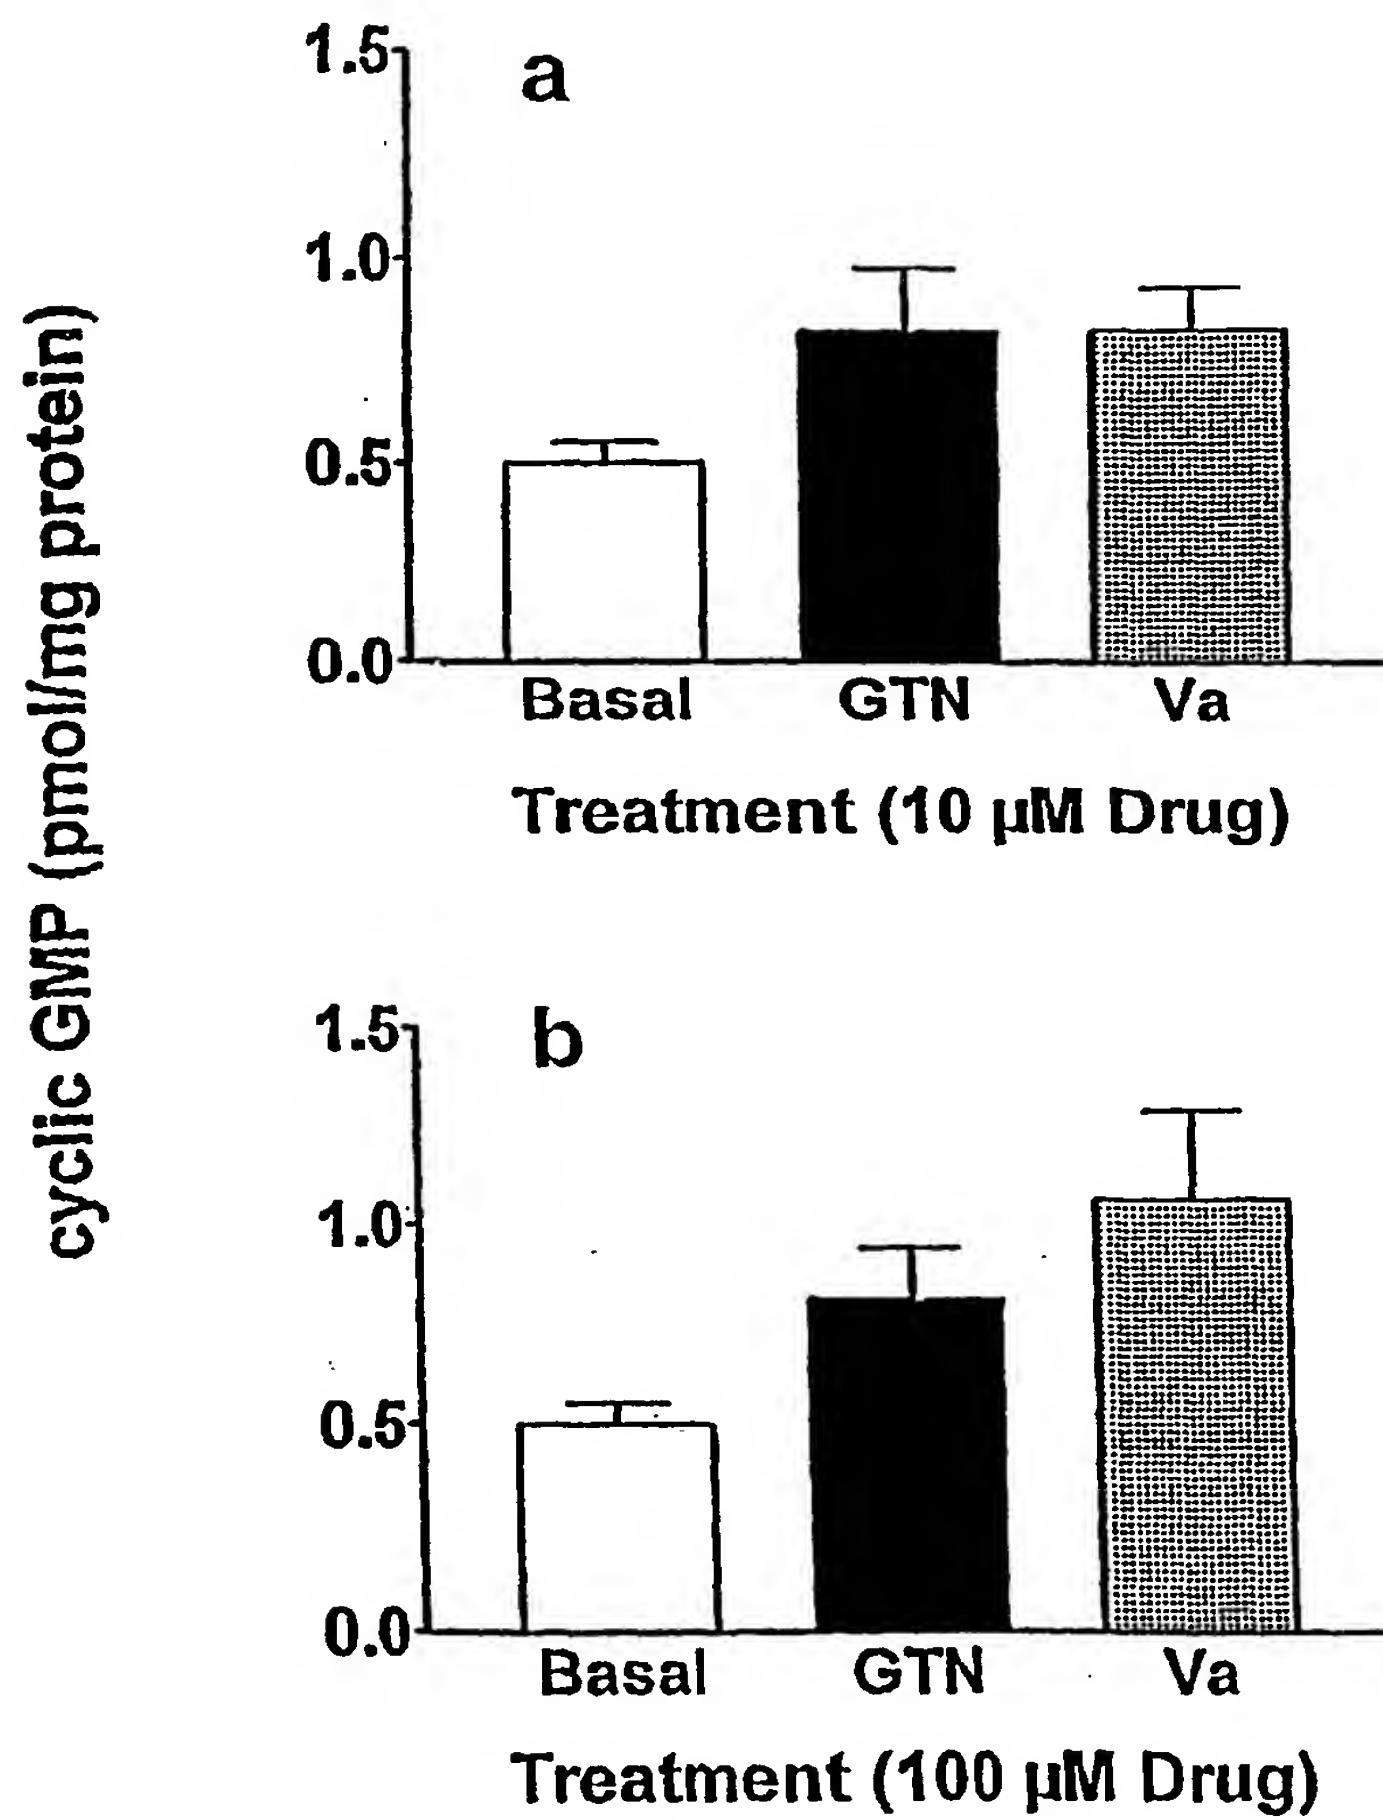 cyclic GMP (pmol/mg protein)
a
1.5
1.0
0.5
0.0
Basal GTN Va
Treatment (10 µM Drug)
b
1.5
1.0
0.5
0.0
Basal GTN Va
Treatment (100 µM Drug)